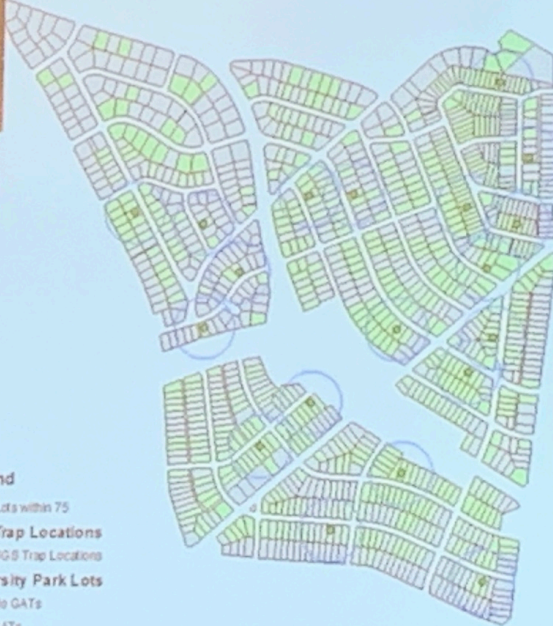 nd
ots within 75
Trap Locations
GS Trap Locations
rsity Park Lots
o GATs